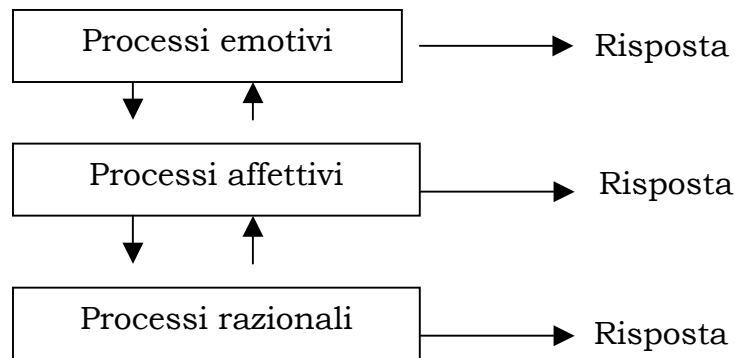 Processi emotivi
Risposta
Processi affettivi
Risposta
Processi razionali
Risposta